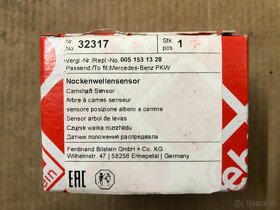 Nr. No. 32317 Stk pcs. 1
Vergl.-Nr./Repl.-No. 005 153 13 28
Passend/To fit: Mercedes-Benz PKW
Nockenwellensensor
Camshaft Sensor
Arbre à cames senseur
sensore posizione albero a camme
Sensor árbol de levas
Czujnik wałka rozrządu
Датчик положения распредвала
Ferdinand Bilstein GmbH + Co. KG
Wilhelmstr. 47 | 58256 Ennepetal | Germany
EAC
bazos.sk